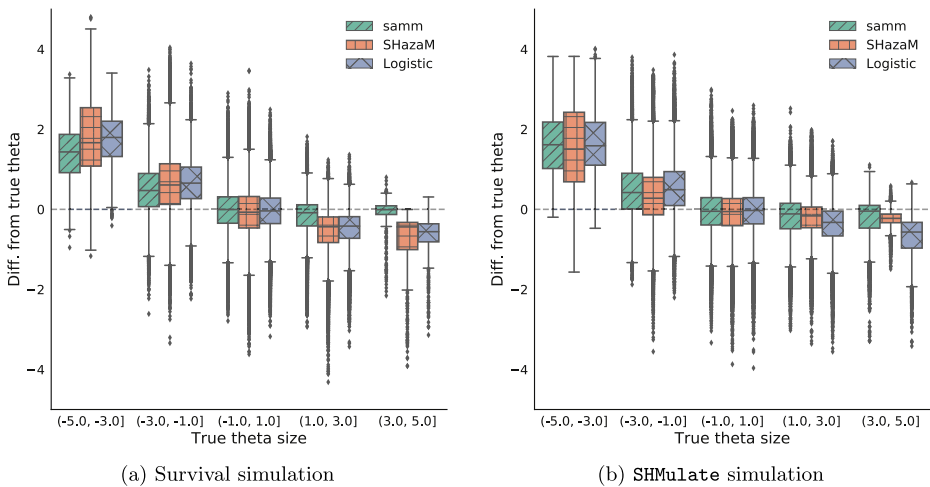 samm
SHazaM
Logistic
4
2
0
−2
−4
Diff. from true theta
(-5.0, -3.0]
(-3.0, -1.0]
(-1.0, 1.0]
(1.0, 3.0]
(3.0, 5.0]
True theta size
(a) Survival simulation
samm
SHazaM
Logistic
4
2
0
−2
−4
Diff. from true theta
(-5.0, -3.0]
(-3.0, -1.0]
(-1.0, 1.0]
(1.0, 3.0]
(3.0, 5.0]
True theta size
(b) SHMulate simulation